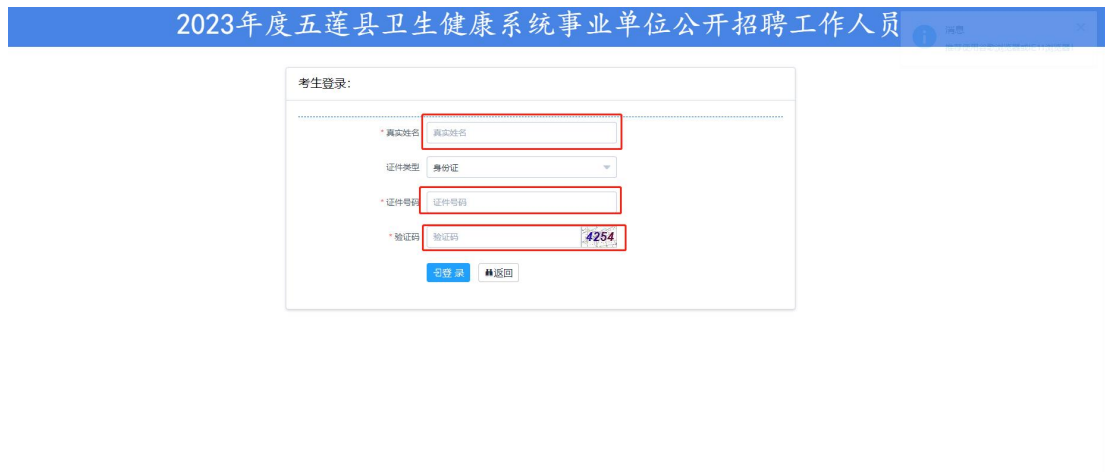 2023年度五莲县卫生健康系统事业单位公开招聘工作人员
消息
考生登录:
* 真实姓名 真实姓名
证件类型 身份证
* 证件号码 证件号码
* 验证码 验证码 4254
登 录 返回